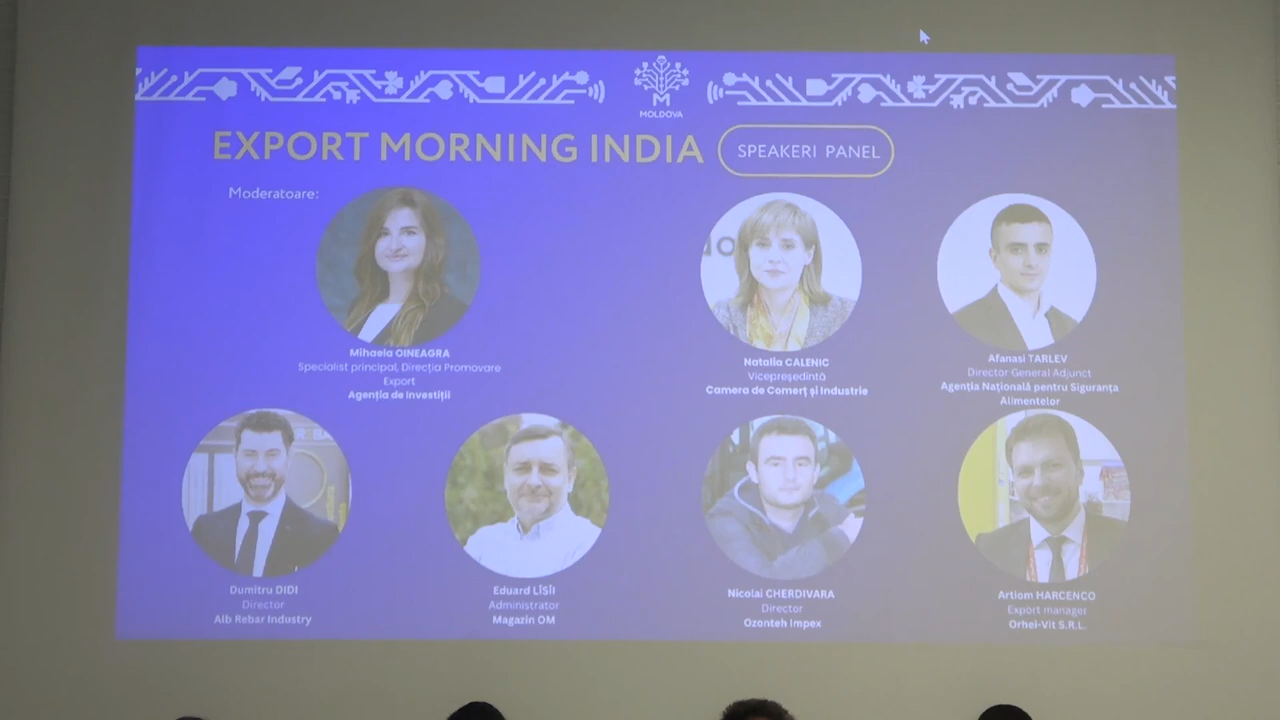 MOLDOVA
EXPORT MORNING INDIA
SPEAKERI PANEL
Moderatoare:
Mihaela CINEAGRA
Specialist principal, Direcția Promovare
Export
Agenția de Investiții
Natalia CALENIC
Vicepreședintă
Camera de Comerț și Industrie
Afanasi TARLEV
Director General Adjunct
Agenția Națională pentru Siguranța
Alimentelor
Dumitru DIDI
Director
Alb Rebar Industry
Eduard LÎSÎI
Administrator
Magazin OM
Nicolai CHERDIVARA
Director
Ozonteh Impex
Artiom HARCENCO
Export manager
Orhei-Vit S.R.L.